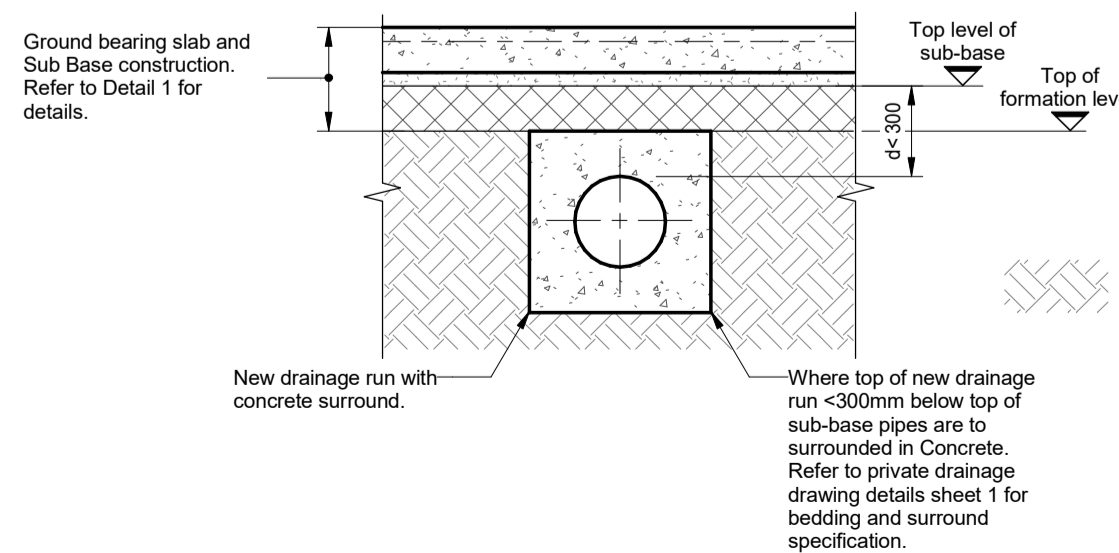 Ground bearing slab and
Sub Base construction.
Refer to Detail 1 for
details.
Top level of
sub-base
Top of
formation lev
d< 300
New drainage run with
concrete surround.
Where top of new drainage
run <300mm below top of
sub-base pipes are to
surrounded in Concrete.
Refer to private drainage
drawing details sheet 1 for
bedding and surround
specification.